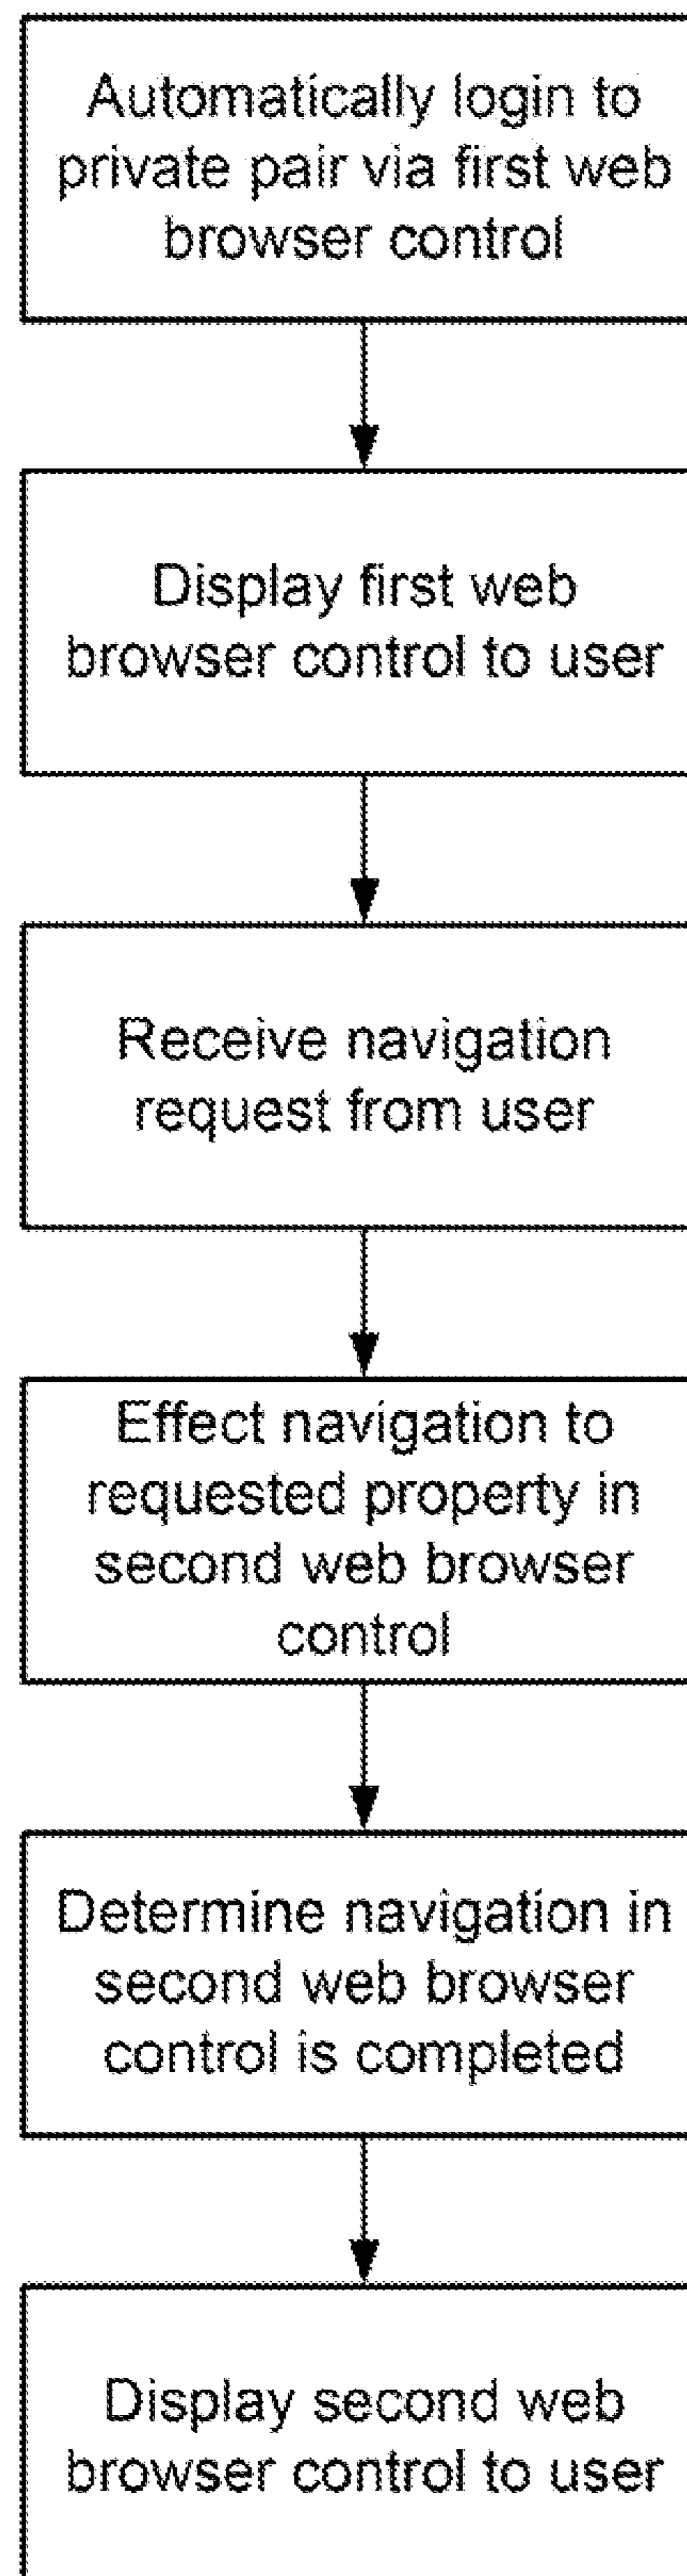 Automatically login to
private pair via first web
browser control
Display first web
browser control to user
Receive navigation
request from user
Effect navigation to
requested property in
second web browser
control
Determine navigation in
second web browser
control is completed
Display second web
browser control to user